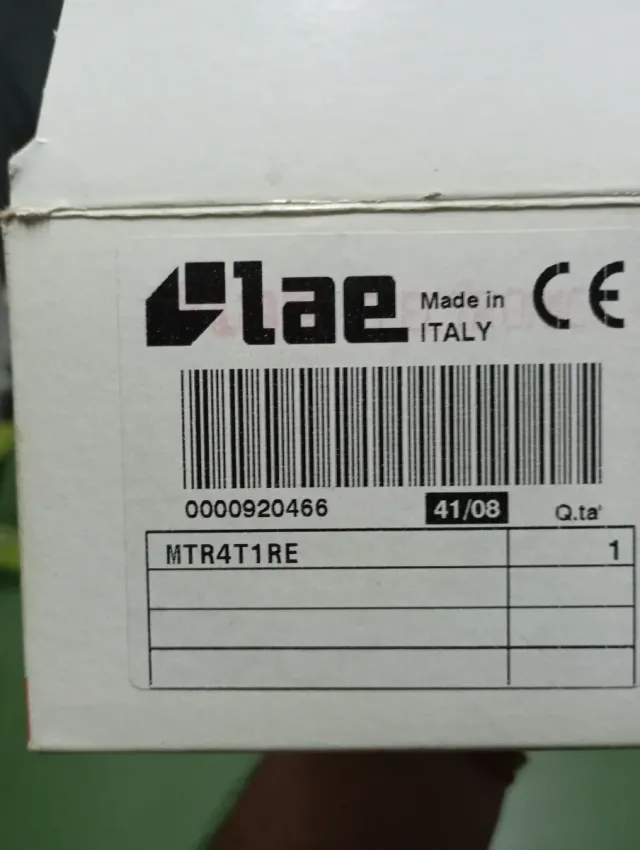 lae
Made in
ITALY
CE
0000920466 41/08 Q.ta'
MTR4T1RE 1